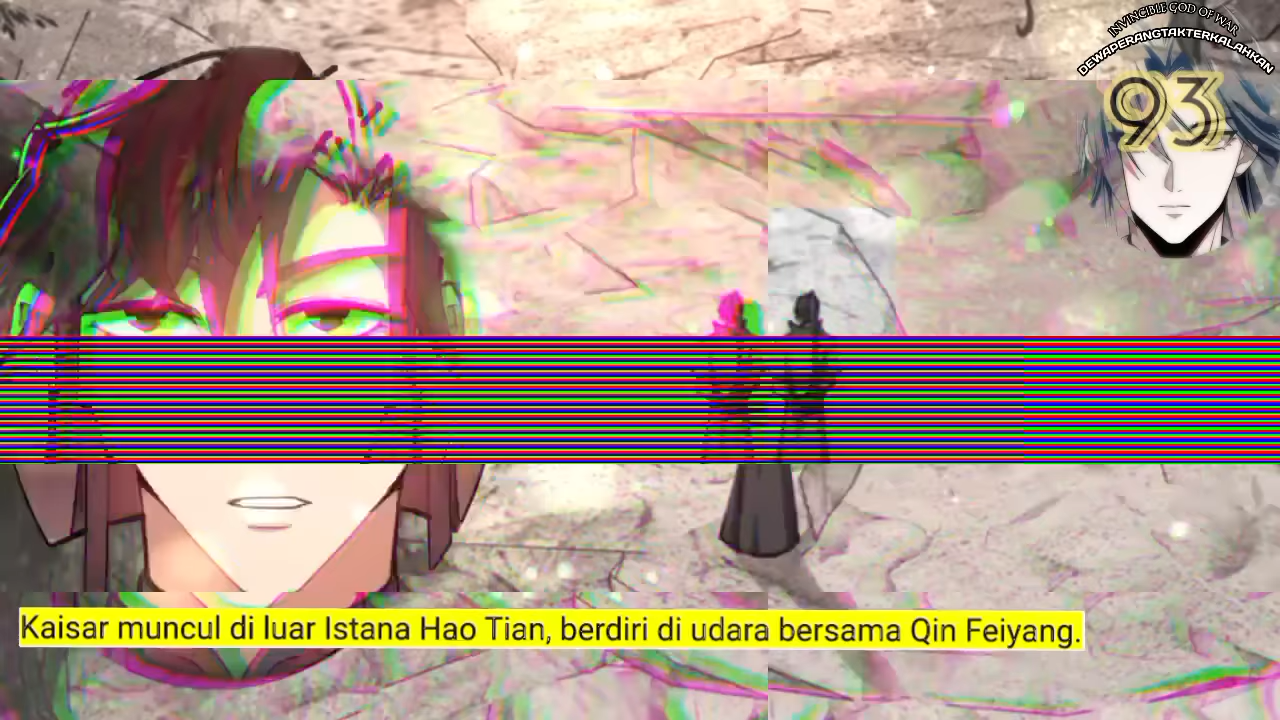 INVINCIBLE GOD OF WAR
DEWAPERANGTAKTERKALAHKAN
93
Kaisar muncul di luar Istana Hao Tian, berdiri di udara bersama Qin Feiyang.